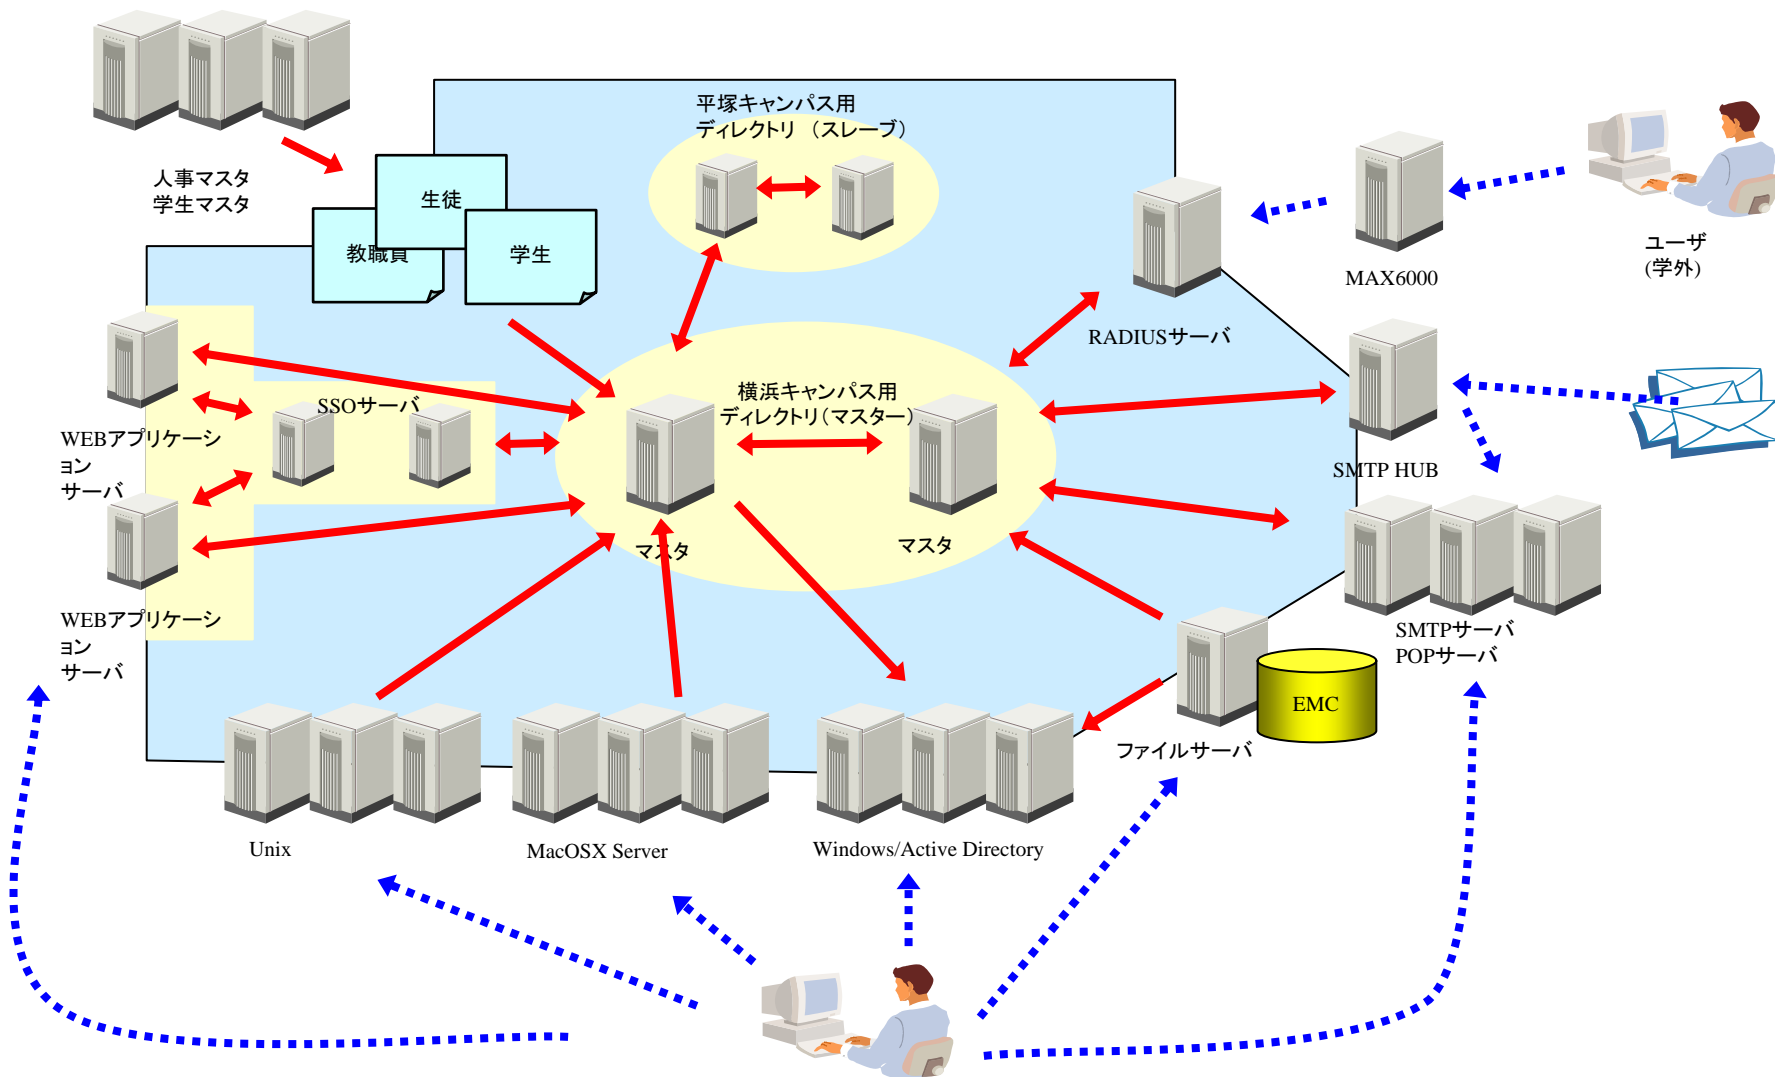 平塚キャンパス用
ディレクトリ （スレーブ）
人事マスタ
学生マスタ
生徒
教職員
学生
ユーザ
(学外)
MAX6000
RADIUSサーバ
横浜キャンパス用
ディレクトリ（マスター）
SSOサーバ
WEBアプリケーシ
ョン
サーバ
SMTP HUB
マスタ
マスタ
WEBアプリケーシ
ョン
サーバ
SMTPサーバ
POPサーバ
EMC
ファイルサーバ
Unix
MacOSX Server
Windows/Active Directory